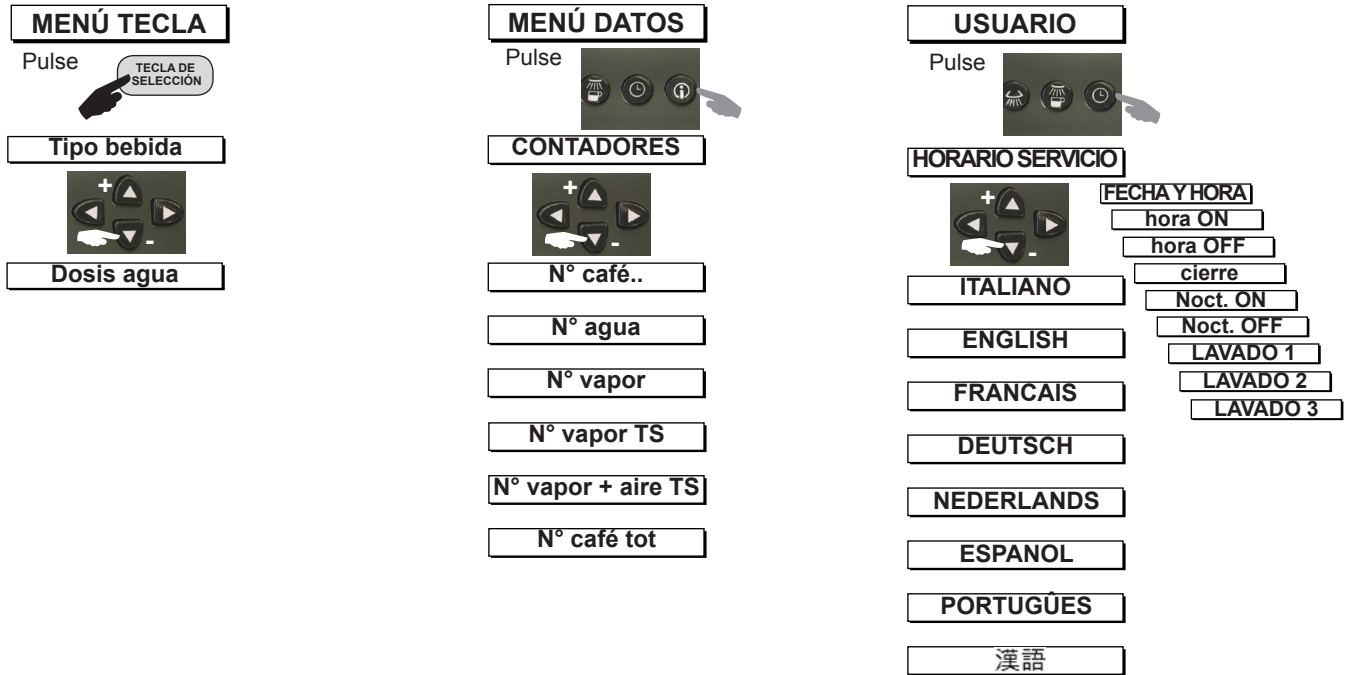 MENÚ TECLA
Pulse
TECLA DE
SELECCIÓN
Tipo bebida
+
-
Dosis agua
MENÚ DATOS
Pulse
CONTADORES
+
-
N° café..
N° agua
N° vapor
N° vapor TS
N° vapor + aire TS
N° café tot
USUARIO
Pulse
HORARIO SERVICIO
+
-
FECHA Y HORA
hora ON
hora OFF
cierre
Noct. ON
Noct. OFF
LAVADO 1
LAVADO 2
LAVADO 3
ITALIANO
ENGLISH
FRANCAIS
DEUTSCH
NEDERLANDS
ESPANOL
PORTUGÛES
漢語